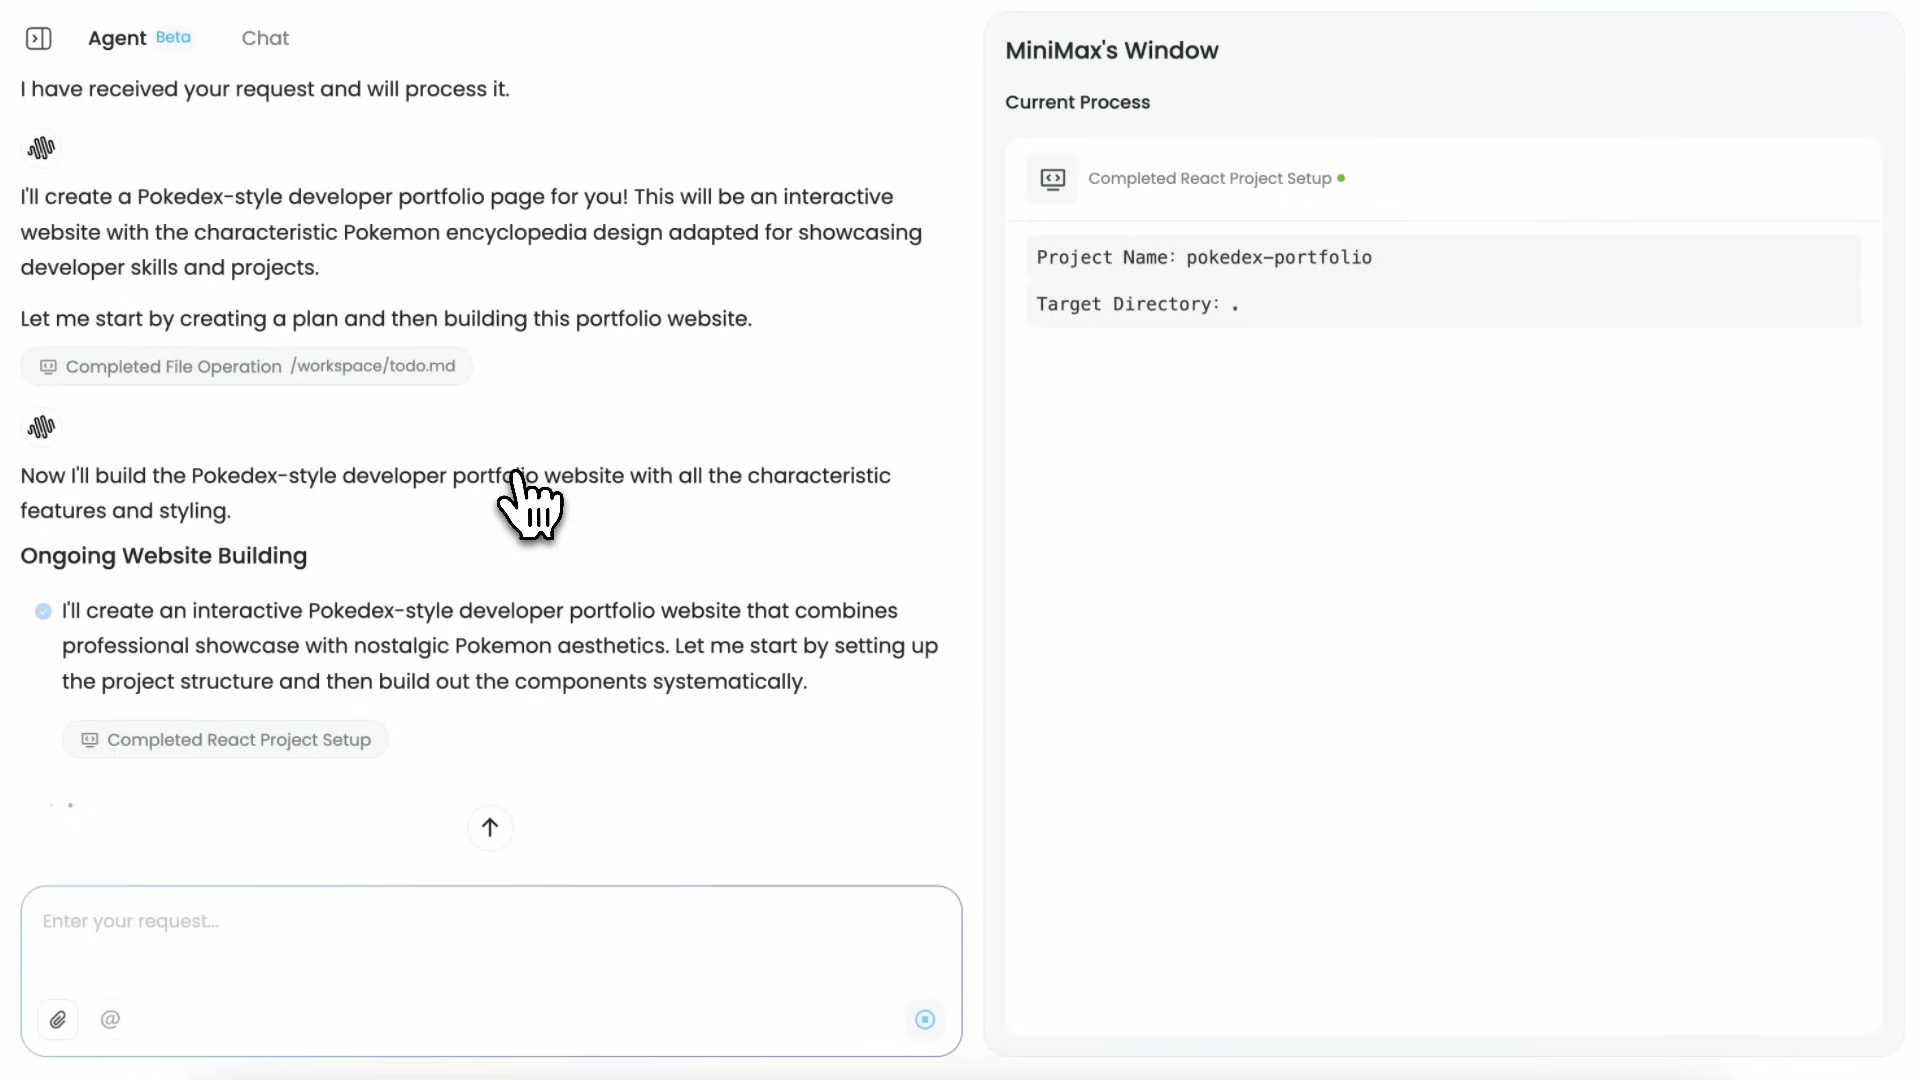 Agent Beta Chat
I have received your request and will process it.
I'll create a Pokedex-style developer portfolio page for you! This will be an interactive
website with the characteristic Pokemon encyclopedia design adapted for showcasing
developer skills and projects.
Let me start by creating a plan and then building this portfolio website.
Completed File Operation /workspace/todo.md
Now I'll build the Pokedex-style developer portfolio website with all the characteristic
features and styling.
Ongoing Website Building
I'll create an interactive Pokedex-style developer portfolio website that combines
professional showcase with nostalgic Pokemon aesthetics. Let me start by setting up
the project structure and then build out the components systematically.
Completed React Project Setup
Enter your request...
@
MiniMax's Window
Current Process
Completed React Project Setup
Project Name: pokedex-portfolio
Target Directory: .